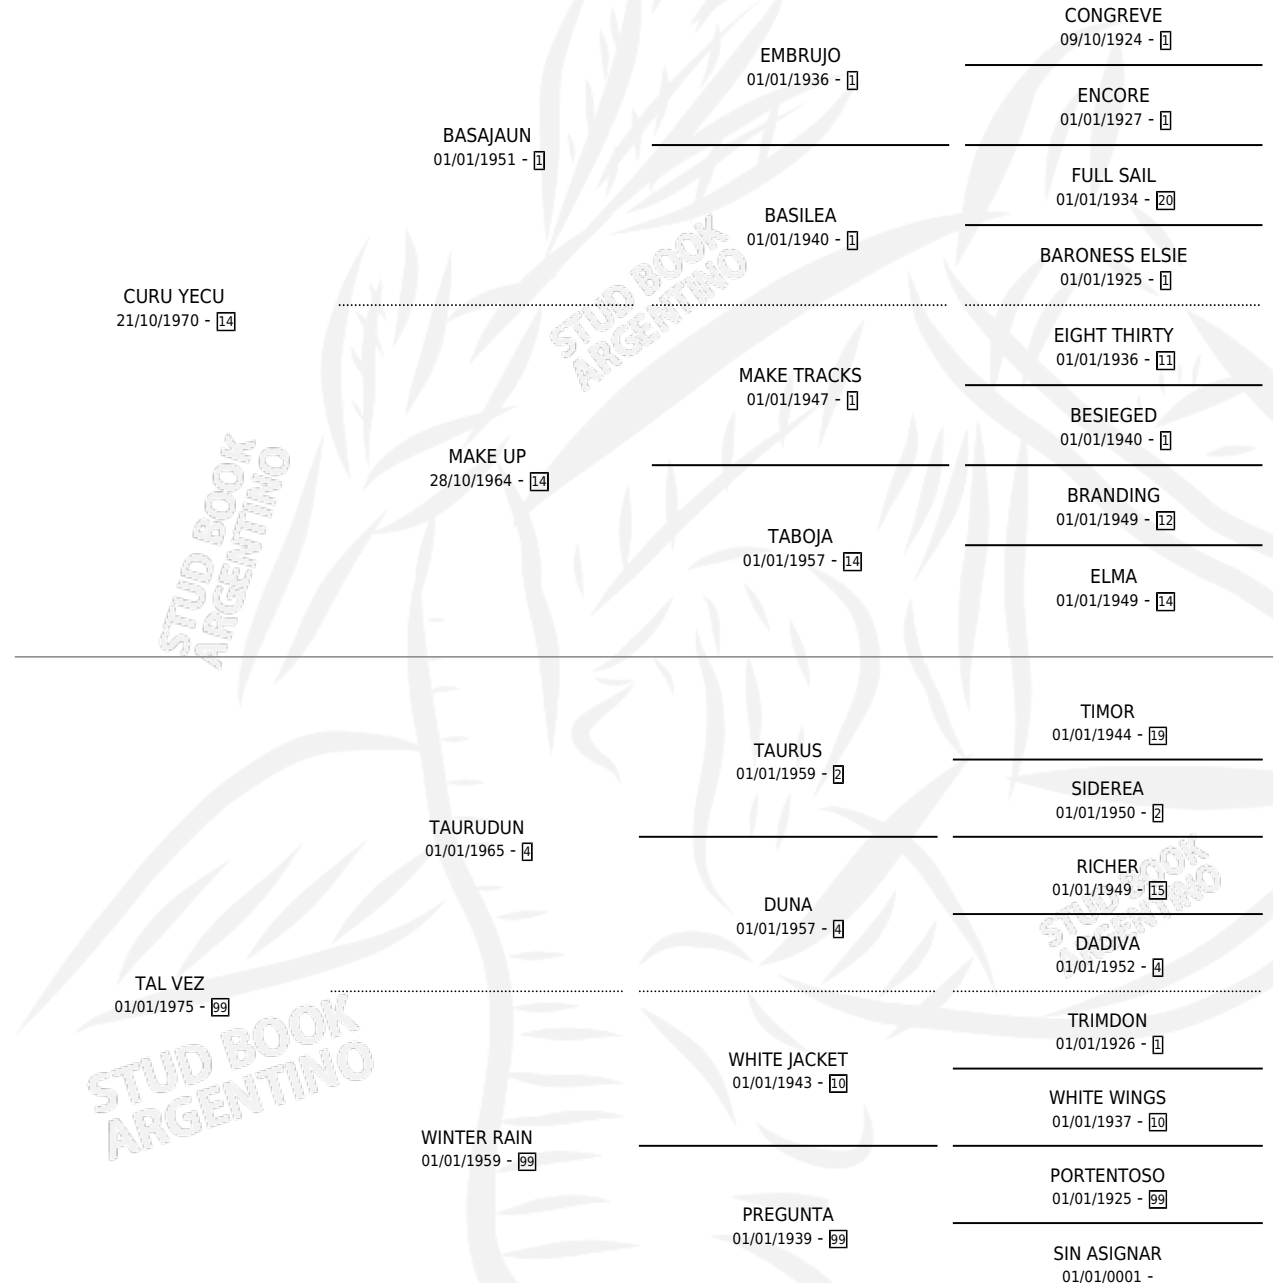 CONGREVE
09/10/1924 - 1
EMBRUJO
01/01/1936 - 1
ENCORE
01/01/1927 - 1
BASAJAUN
01/01/1951 - 1
FULL SAIL
01/01/1934 - 20
BASILEA
01/01/1940 - 1
BARONESS ELSIE
01/01/1925 - 1
CURU YECU
21/10/1970 - 14
EIGHT THIRTY
01/01/1936 - 11
MAKE TRACKS
01/01/1947 - 1
BESIEGED
01/01/1940 - 1
MAKE UP
28/10/1964 - 14
BRANDING
01/01/1949 - 12
TABOJA
01/01/1957 - 14
ELMA
01/01/1949 - 14
TIMOR
01/01/1944 - 19
TAURUS
01/01/1959 - 2
SIDEREA
01/01/1950 - 2
TAURUDUN
01/01/1965 - 4
RICHER
01/01/1949 - 15
DUNA
01/01/1957 - 4
DADIVA
01/01/1952 - 4
TAL VEZ
01/01/1975 - 99
TRIMDON
01/01/1926 - 1
WHITE JACKET
01/01/1943 - 10
WHITE WINGS
01/01/1937 - 10
WINTER RAIN
01/01/1959 - 99
PORTENTOSO
01/01/1925 - 99
PREGUNTA
01/01/1939 - 99
SIN ASIGNAR
01/01/0001 -
STUD BOOK
ARGENTINO
STUD BOOK
ARGENTINO
STUD BOOK
ARGENTINO
STUD BOOK
ARGENTINO